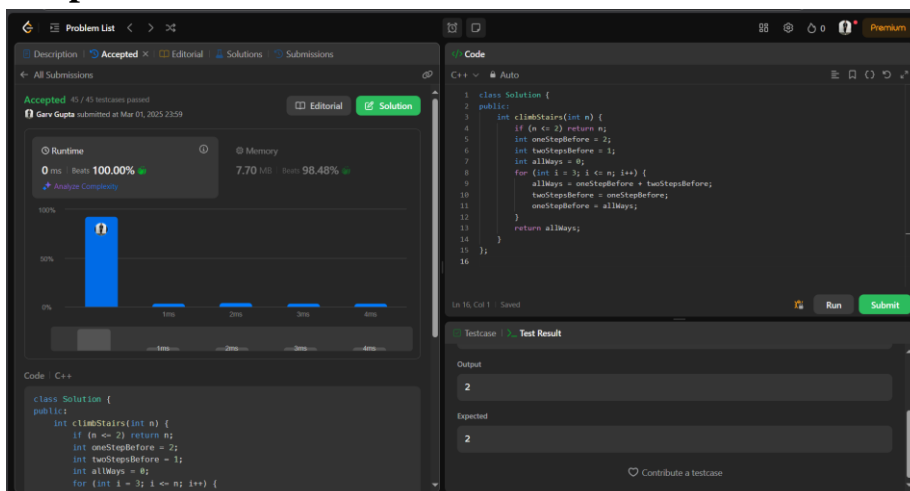 Problem List
Premium
Description
Accepted
Editorial
Solutions
Submissions
All Submissions
Accepted 45 / 45 testcases passed
Garv Gupta submitted at Mar 01, 2025 23:59
Editorial
Solution
Runtime
0 ms Beats 100.00%
Analyze Complexity
Memory
7.70 MB Beats 98.48%
100%
50%
0%
1ms
2ms
3ms
4ms
1ms
2ms
3ms
4ms
Code C++
class Solution {
public:
int climbStairs(int n) {
if (n <= 2) return n;
int oneStepBefore = 2;
int twoStepsBefore = 1;
int allWays = 0;
for (int i = 3; i <= n; i++) {
</> Code
C++ Auto
1 class Solution {
2 public:
3 int climbStairs(int n) {
4 if (n <= 2) return n;
5 int oneStepBefore = 2;
6 int twoStepsBefore = 1;
7 int allWays = 0;
8 for (int i = 3; i <= n; i++) {
9 allWays = oneStepBefore + twoStepsBefore;
10 twoStepsBefore = oneStepBefore;
11 oneStepBefore = allWays;
12 }
13 return allWays;
14 }
15 };
16
Ln 16, Col 1 Saved
Run
Submit
Testcase
>_ Test Result
Output
2
Expected
2
Contribute a testcase